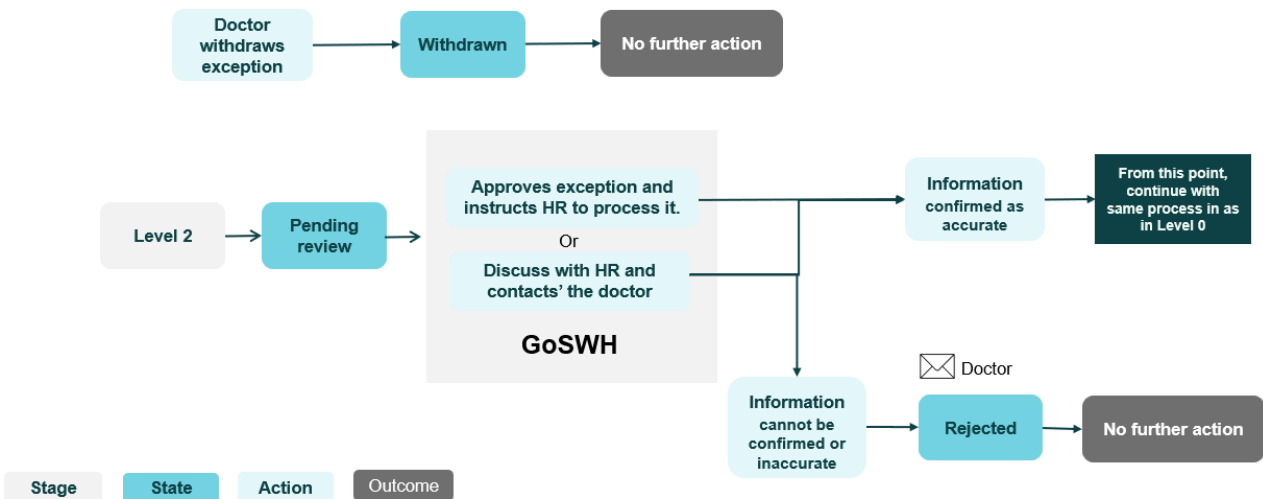 Doctor
withdraws
exception
Withdrawn
No further action
Level 2
Pending
review
Approves exception and
instructs HR to process it.
Or
Discuss with HR and
contacts’ the doctor
GoSWH
Information
confirmed as
accurate
From this point,
continue with
same process in as
in Level 0
Information
cannot be
confirmed or
inaccurate
Doctor
Rejected
No further action
Stage
State
Action
Outcome